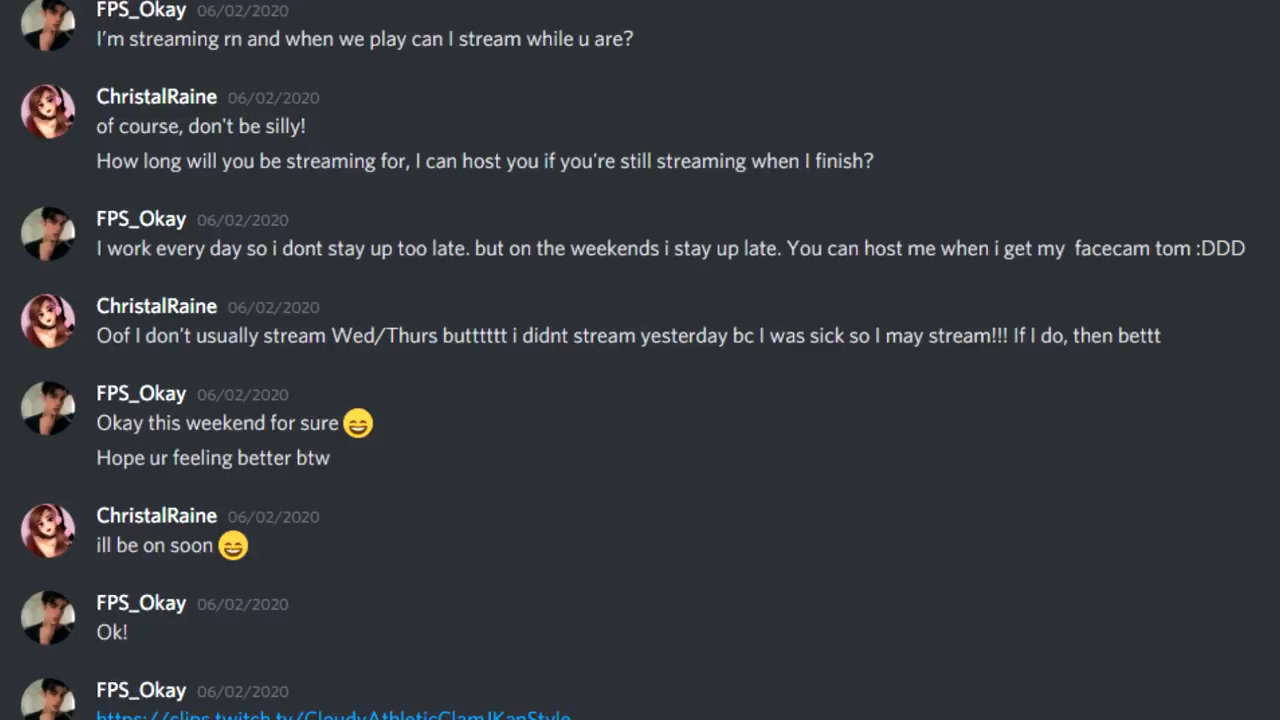 FPS_Okay 06/02/2020
I'm streaming rn and when we play can I stream while u are?
ChristalRaine 06/02/2020
of course, don't be silly!
How long will you be streaming for, I can host you if you're still streaming when I finish?
FPS_Okay 06/02/2020
I work every day so i dont stay up too late. but on the weekends i stay up late. You can host me when i get my facecam tom :DDD
ChristalRaine 06/02/2020
Oof I don't usually stream Wed/Thurs butttttt i didnt stream yesterday bc I was sick so I may stream!!! If I do, then bettt
FPS_Okay 06/02/2020
Okay this weekend for sure 😄
Hope ur feeling better btw
ChristalRaine 06/02/2020
ill be on soon 😄
FPS_Okay 06/02/2020
Ok!
FPS_Okay 06/02/2020
https://clips.twitch.tv/CloudyAthleticClamJKanStyle